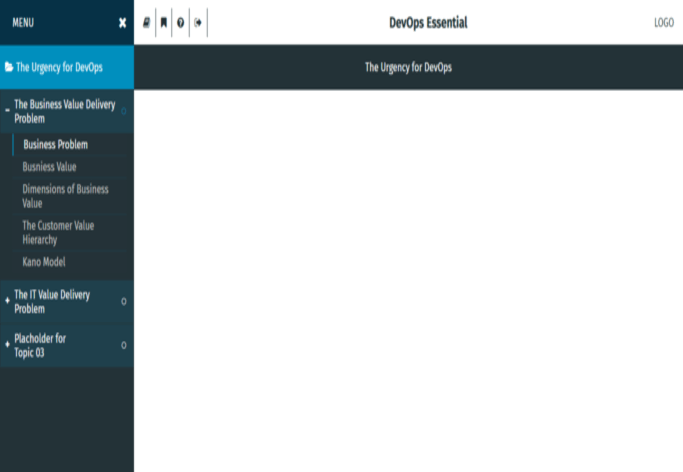 MENU
DevOps Essential
LOGO
The Urgency for DevOps
The Urgency for DevOps
The Business Value Delivery
Problem
Business Problem
Busniess Value
Dimensions of Business
Value
The Customer Value
Hierarchy
Kano Model
The IT Value Delivery
Problem
Placholder for
Topic 03